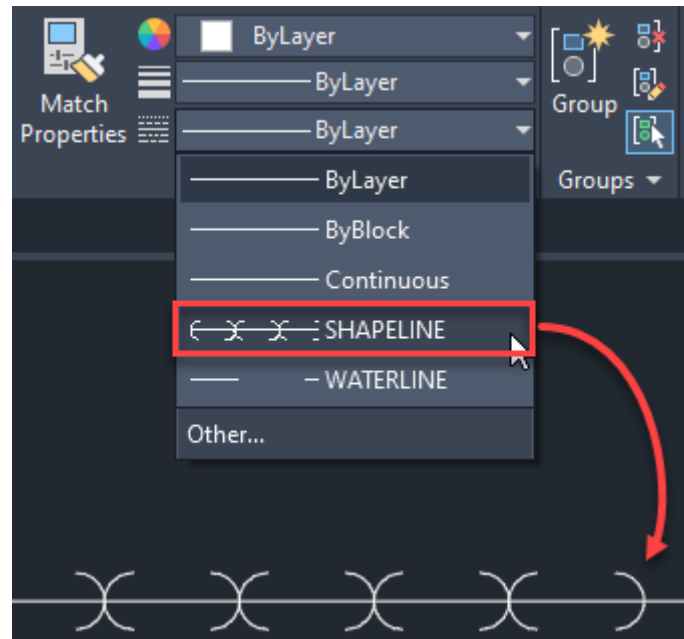 ByLayer
Match
Properties
ByLayer
ByLayer
Group
Groups
ByLayer
ByBlock
Continuous
SHAPELINE
WATERLINE
Other...